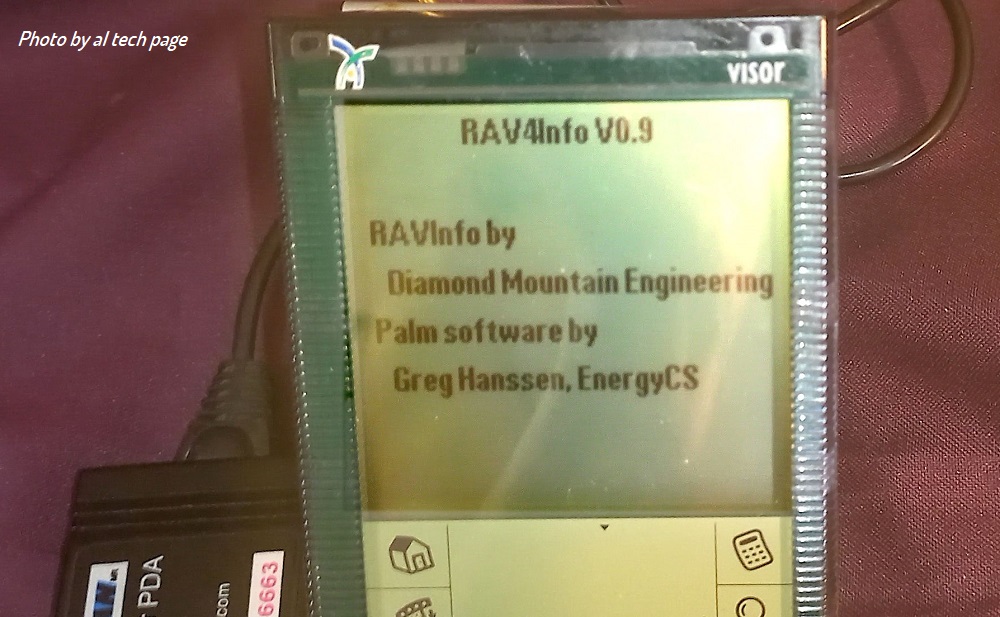 Photo by al tech page
VISOR
RAV4Info V0.9
RAVInfo by
Diamond Mountain Engineering
Palm software by
Greg Hanssen, EnergyCS
PDA
.com
6663